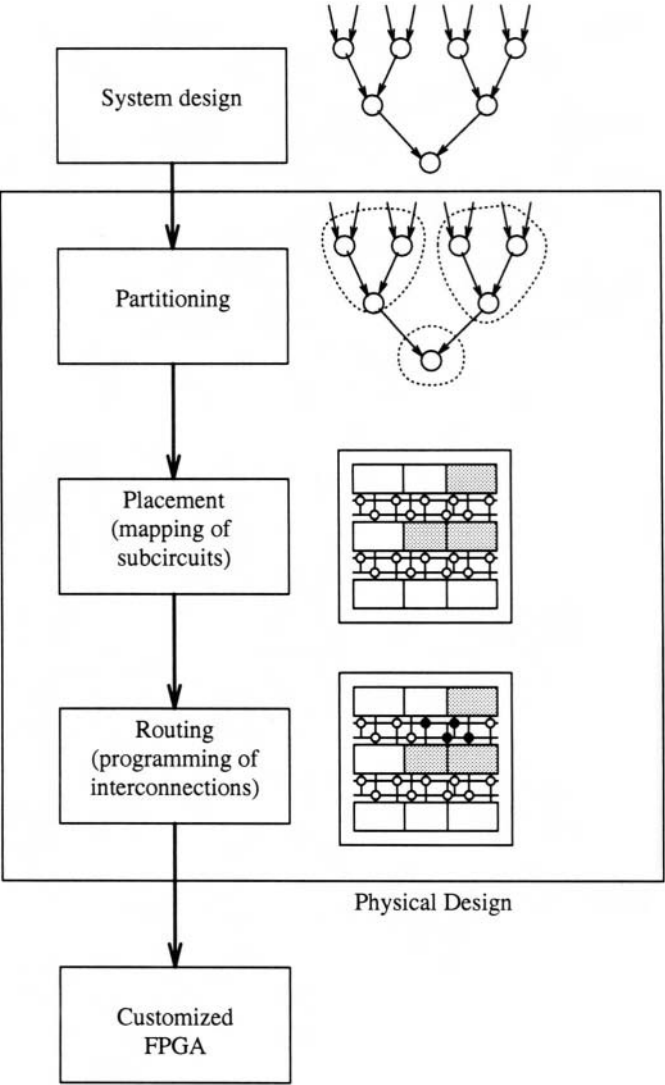 System design
Partitioning
Placement
(mapping of
subcircuits)
Routing
(programming of
interconnections)
Physical Design
Customized
FPGA